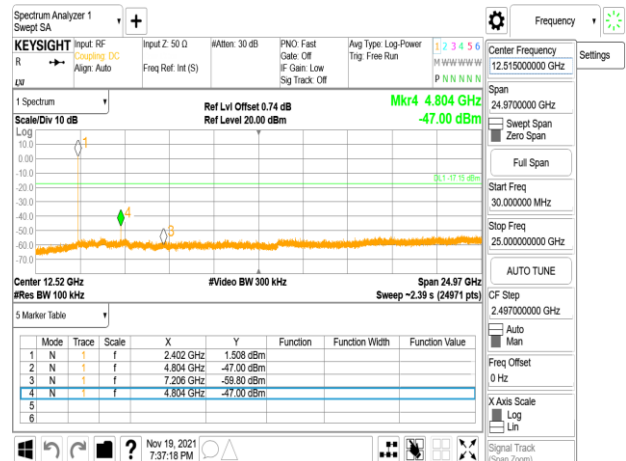 Spectrum Analyzer 1
Swept SA
Frequency
KEYSIGHT
R
Input: RF
Coupling: DC
Align: Auto
Input Z: 50 Ω
Freq Ref: Int (S)
#Atten: 30 dB
PNO: Fast
Gate: Off
IF Gain: Low
Sig Track: Off
Avg Type: Log-Power
Trig: Free Run
1 2 3 4 5 6
M W W W W W
P N N N N N
Center Frequency
12.515000000 GHz
Settings
Span
24.9700000 GHz
Swept Span
Zero Span
Full Span
Start Freq
30.000000 MHz
Stop Freq
25.000000000 GHz
AUTO TUNE
CF Step
2.497000000 GHz
Auto
Man
Freq Offset
0 Hz
X Axis Scale
Log
Lin
Signal Track
(Span Zoom)
1 Spectrum
Scale/Div 10 dB
Ref Lvl Offset 0.74 dB
Ref Level 20.00 dBm
Mkr4 4.804 GHz
-47.00 dBm
Log
10.0
0.00
-10.0
-20.0
-30.0
-40.0
-50.0
-60.0
-70.0
1
4
3
DL1 -17.15 dBm
Center 12.52 GHz
#Res BW 100 kHz
#Video BW 300 kHz
Span 24.97 GHz
Sweep ~2.39 s (24971 pts)
5 Marker Table
Mode Trace Scale X Y Function Function Width Function Value
1 N 1 f 2.402 GHz 1.508 dBm
2 N 1 f 4.804 GHz -47.00 dBm
3 N 1 f 7.206 GHz -59.80 dBm
4 N 1 f 4.804 GHz -47.00 dBm
5
6
?
Nov 19, 2021
7:37:18 PM